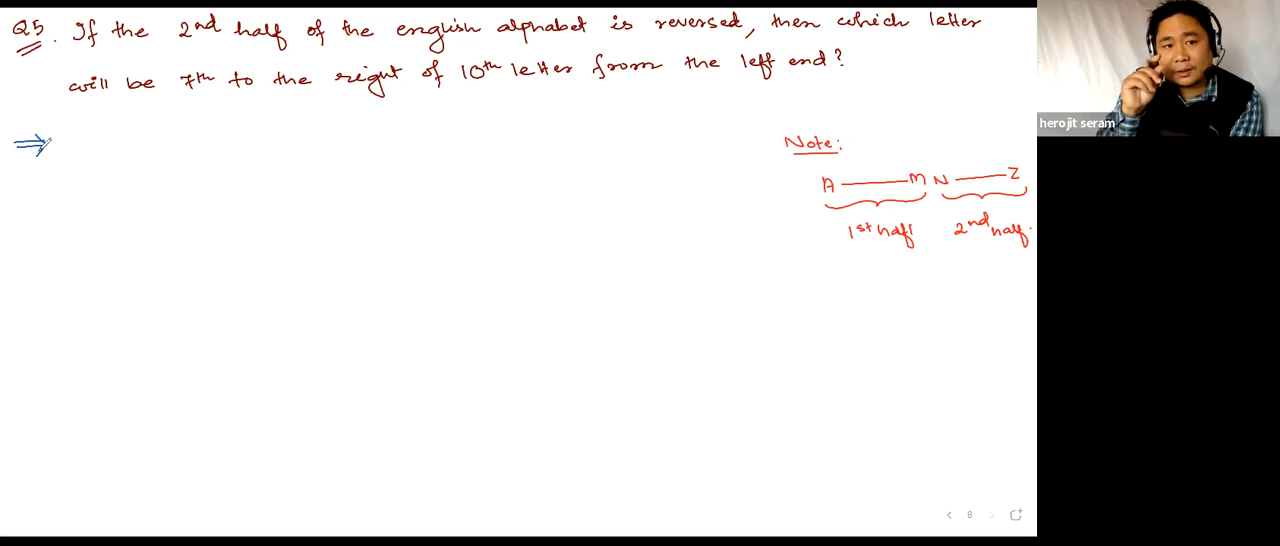 Q5. If the 2nd half of the english alphabet is reversed, then which letter
will be 7th to the right of 10th letter from the left end?
herojit seram
⇒
Note:
A — M N — Z
1st half 2nd half.
8